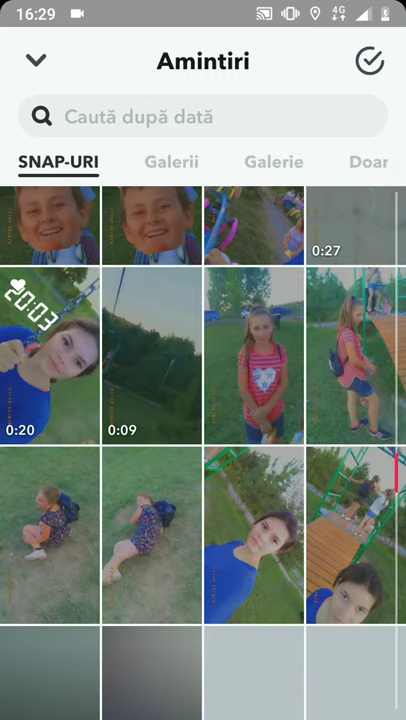 16:29
4G
Amintiri
Caută după dată
SNAP-URI Galerii Galerie Doar
0:27
20:03
0:20 0:09